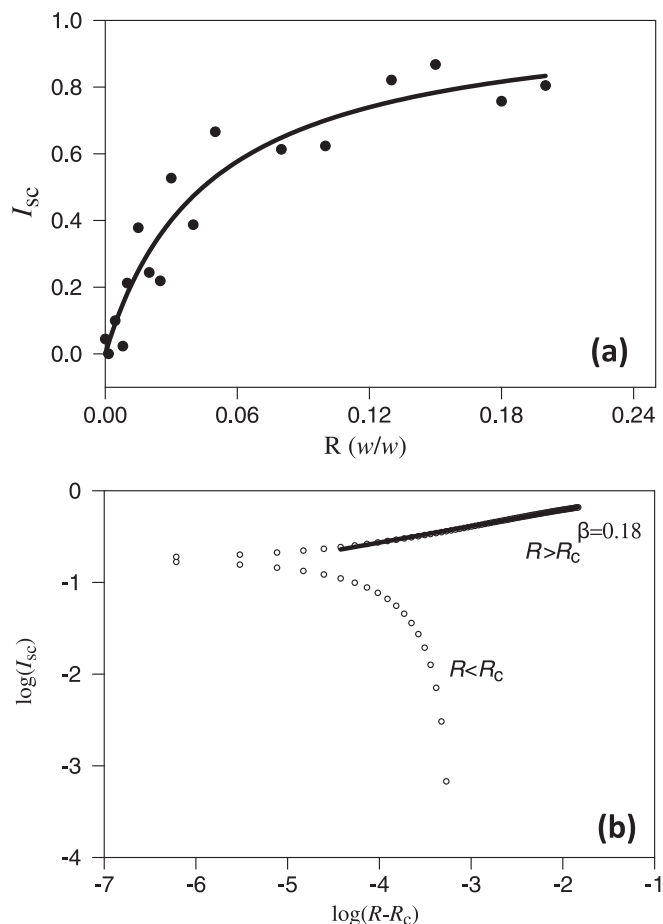 1.0
0.8
0.6
0.4
0.2
0.0
I_sc
0.00 0.06 0.12 0.18 0.24
R (w/w)
(a)
0
-1
-2
-3
-4
log(I_sc)
β=0.18
R>R_c
R<R_c
(b)
-7 -6 -5 -4 -3 -2 -1
log(R-R_c)